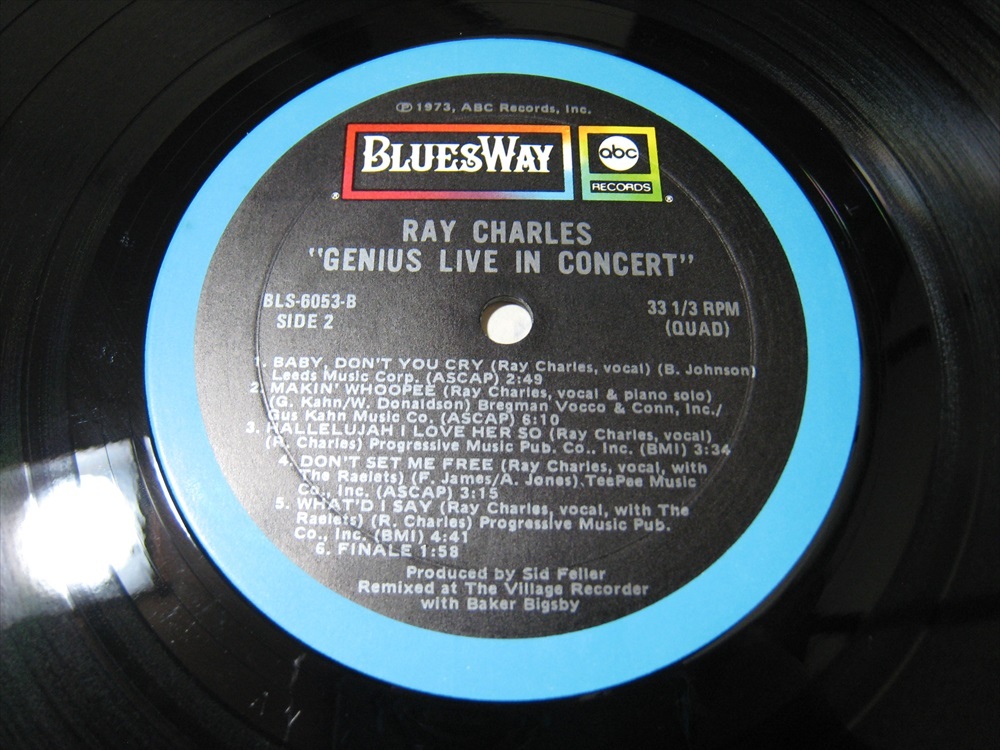 ℗ 1973, ABC Records, Inc.
BLUESWAY ®
abc
RECORDS ®
RAY CHARLES
"GENIUS LIVE IN CONCERT"
BLS-6053-B
SIDE 2
33 1/3 RPM
(QUAD)
1. BABY, DON'T YOU CRY (Ray Charles, vocal) (B. Johnson)
Leeds Music Corp. (ASCAP) 2:49
2. MAKIN' WHOOPEE (Ray Charles, vocal & piano solo)
(G. Kahn/W. Donaldson) Bregman Vocco & Conn, Inc./
Gus Kahn Music Co. (ASCAP) 6:10
3. HALLELUJAH I LOVE HER SO (Ray Charles, vocal)
(R. Charles) Progressive Music Pub. Co., Inc. (BMI) 3:34
4. DON'T SET ME FREE (Ray Charles, vocal, with
The Raelets) (F. James/A. Jones) TeePee Music
Co., Inc. (ASCAP) 3:15
5. WHAT'D I SAY (Ray Charles, vocal, with The
Raelets) (R. Charles) Progressive Music Pub.
Co., Inc. (BMI) 4:41
6. FINALE 1:58
Produced by Sid Feller
Remixed at The Village Recorder
with Baker Bigsby